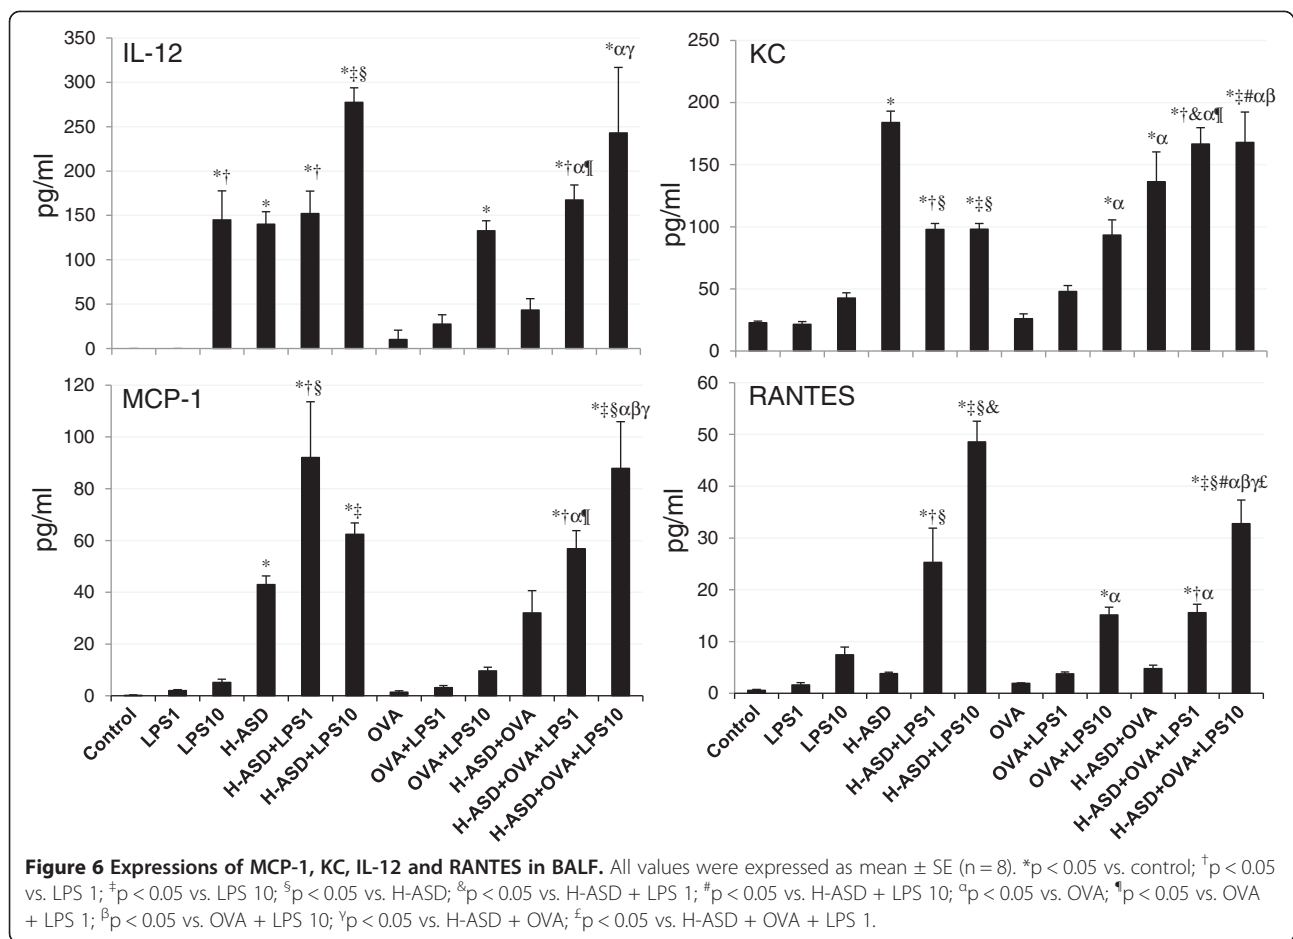 IL-12
350
300
250
200
150
100
50
0
pg/ml
*†
*
*†
*‡§
*
*†α¶
*αγ
KC
250
200
150
100
50
0
pg/ml
*
*†§
*‡§
*α
*α
*†&α¶
*‡#αβ
MCP-1
120
100
80
60
40
20
0
pg/ml
*
*†§
*‡
*†α¶
*‡§αβγ
Control
LPS1
LPS10
H-ASD
H-ASD+LPS1
H-ASD+LPS10
OVA
OVA+LPS1
OVA+LPS10
H-ASD+OVA
H-ASD+OVA+LPS1
H-ASD+OVA+LPS10
RANTES
60
50
40
30
20
10
0
pg/ml
*†§
*‡§&
*α
*†α
*‡§#αβγ£
Control
LPS1
LPS10
H-ASD
H-ASD+LPS1
H-ASD+LPS10
OVA
OVA+LPS1
OVA+LPS10
H-ASD+OVA
H-ASD+OVA+LPS1
H-ASD+OVA+LPS10
Figure 6 Expressions of MCP-1, KC, IL-12 and RANTES in BALF. All values were expressed as mean ± SE (n = 8). *p < 0.05 vs. control; †p < 0.05
vs. LPS 1; ‡p < 0.05 vs. LPS 10; §p < 0.05 vs. H-ASD; &p < 0.05 vs. H-ASD + LPS 1; #p < 0.05 vs. H-ASD + LPS 10; αp < 0.05 vs. OVA; ¶p < 0.05 vs. OVA
+ LPS 1; βp < 0.05 vs. OVA + LPS 10; γp < 0.05 vs. H-ASD + OVA; £p < 0.05 vs. H-ASD + OVA + LPS 1.